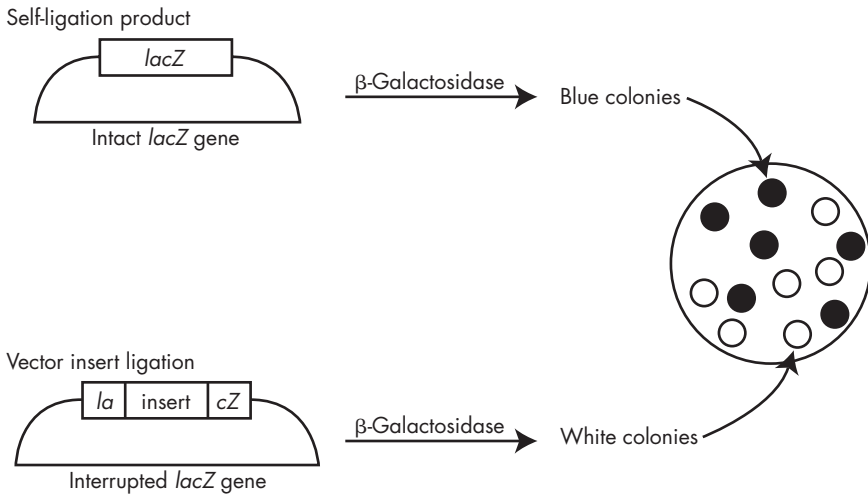 Self-ligation product
lacZ
β-Galactosidase
Blue colonies
Intact lacZ gene
Vector insert ligation
la insert cZ
β-Galactosidase
White colonies
Interrupted lacZ gene